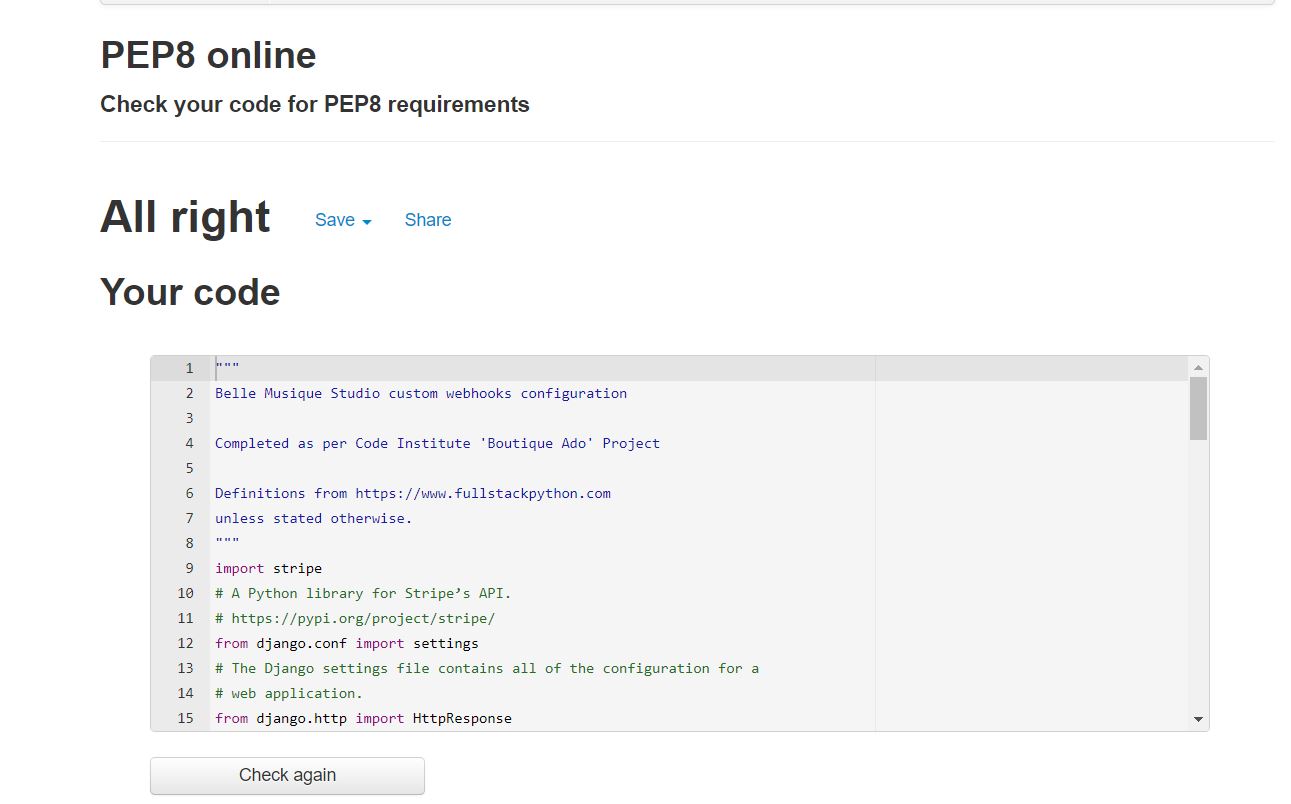 PEP8 online
Check your code for PEP8 requirements
All right Save Share
Your code
1 """
2 Belle Musique Studio custom webhooks configuration
3
4 Completed as per Code Institute 'Boutique Ado' Project
5
6 Definitions from https://www.fullstackpython.com
7 unless stated otherwise.
8 """
9 import stripe
10 # A Python library for Stripe’s API.
11 # https://pypi.org/project/stripe/
12 from django.conf import settings
13 # The Django settings file contains all of the configuration for a
14 # web application.
15 from django.http import HttpResponse
Check again